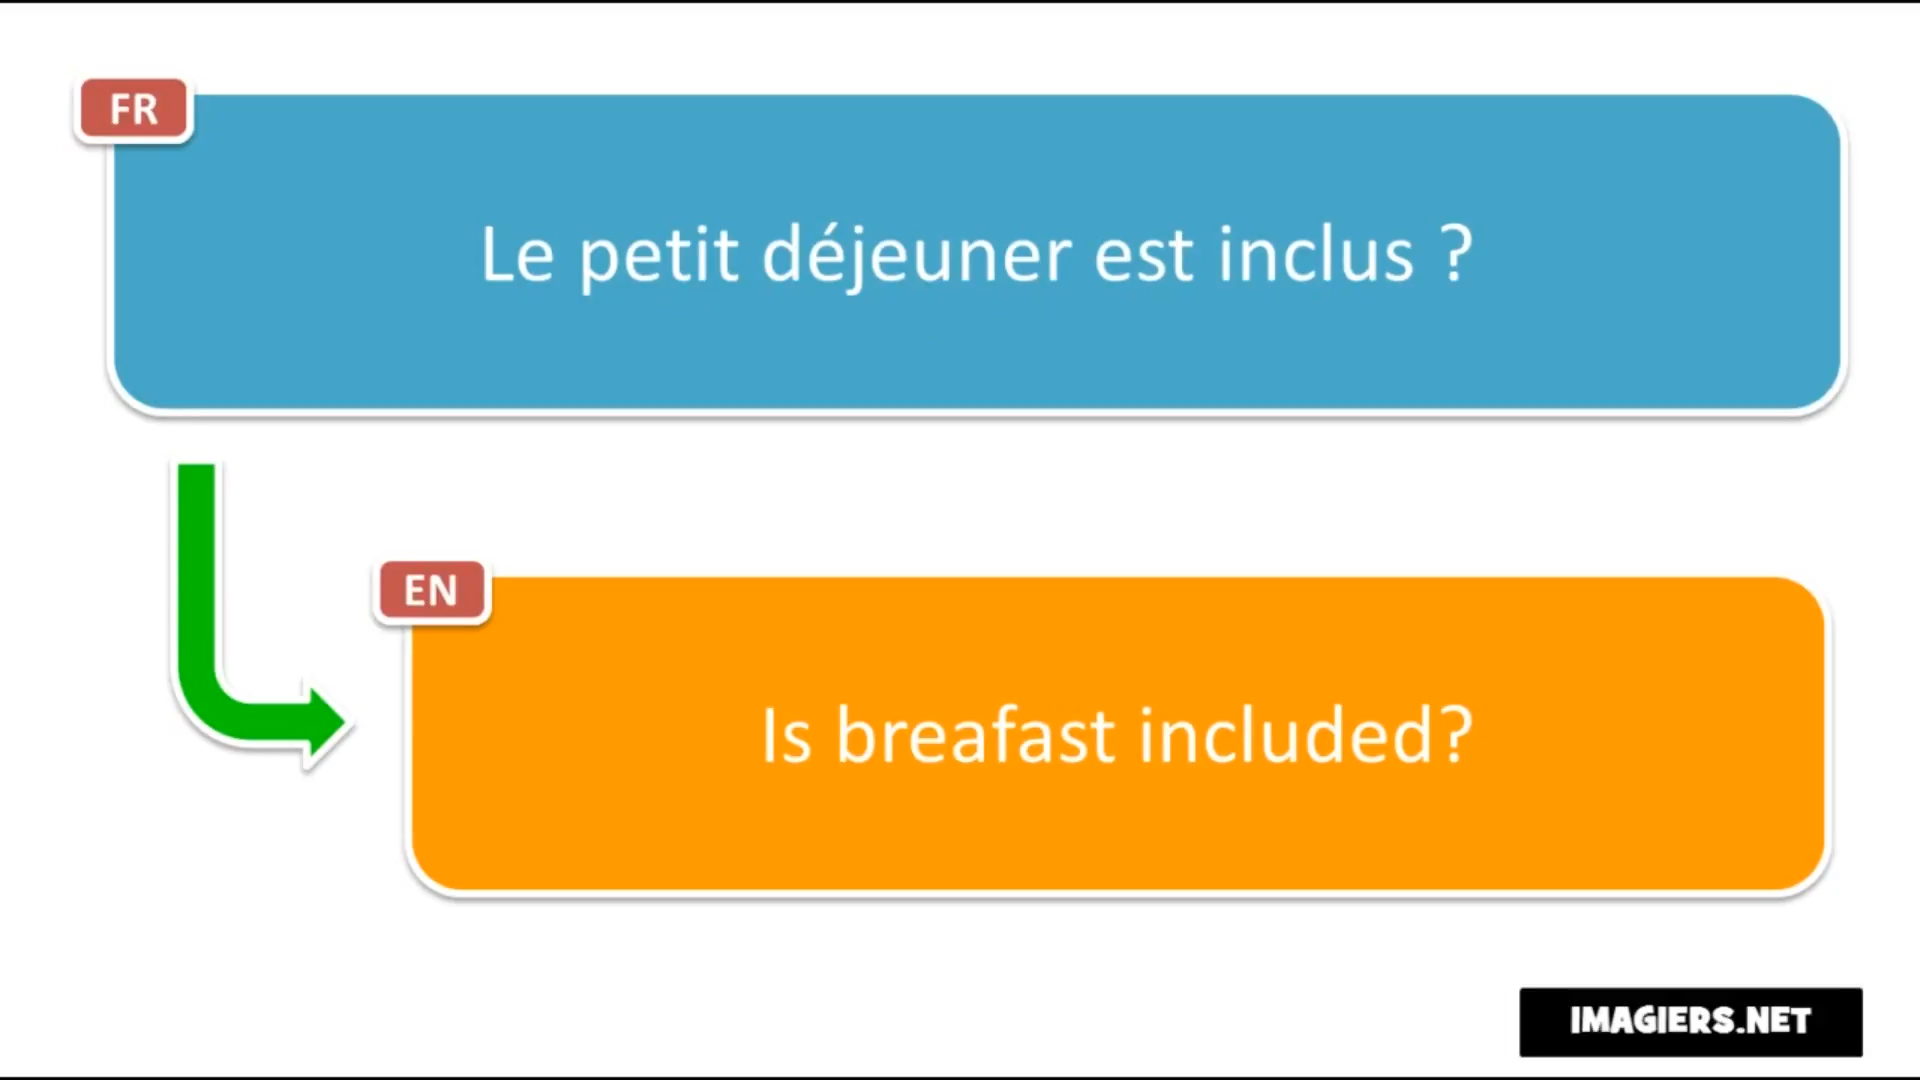 FR
Le petit déjeuner est inclus ?
EN
Is breafast included?
IMAGIERS.NET